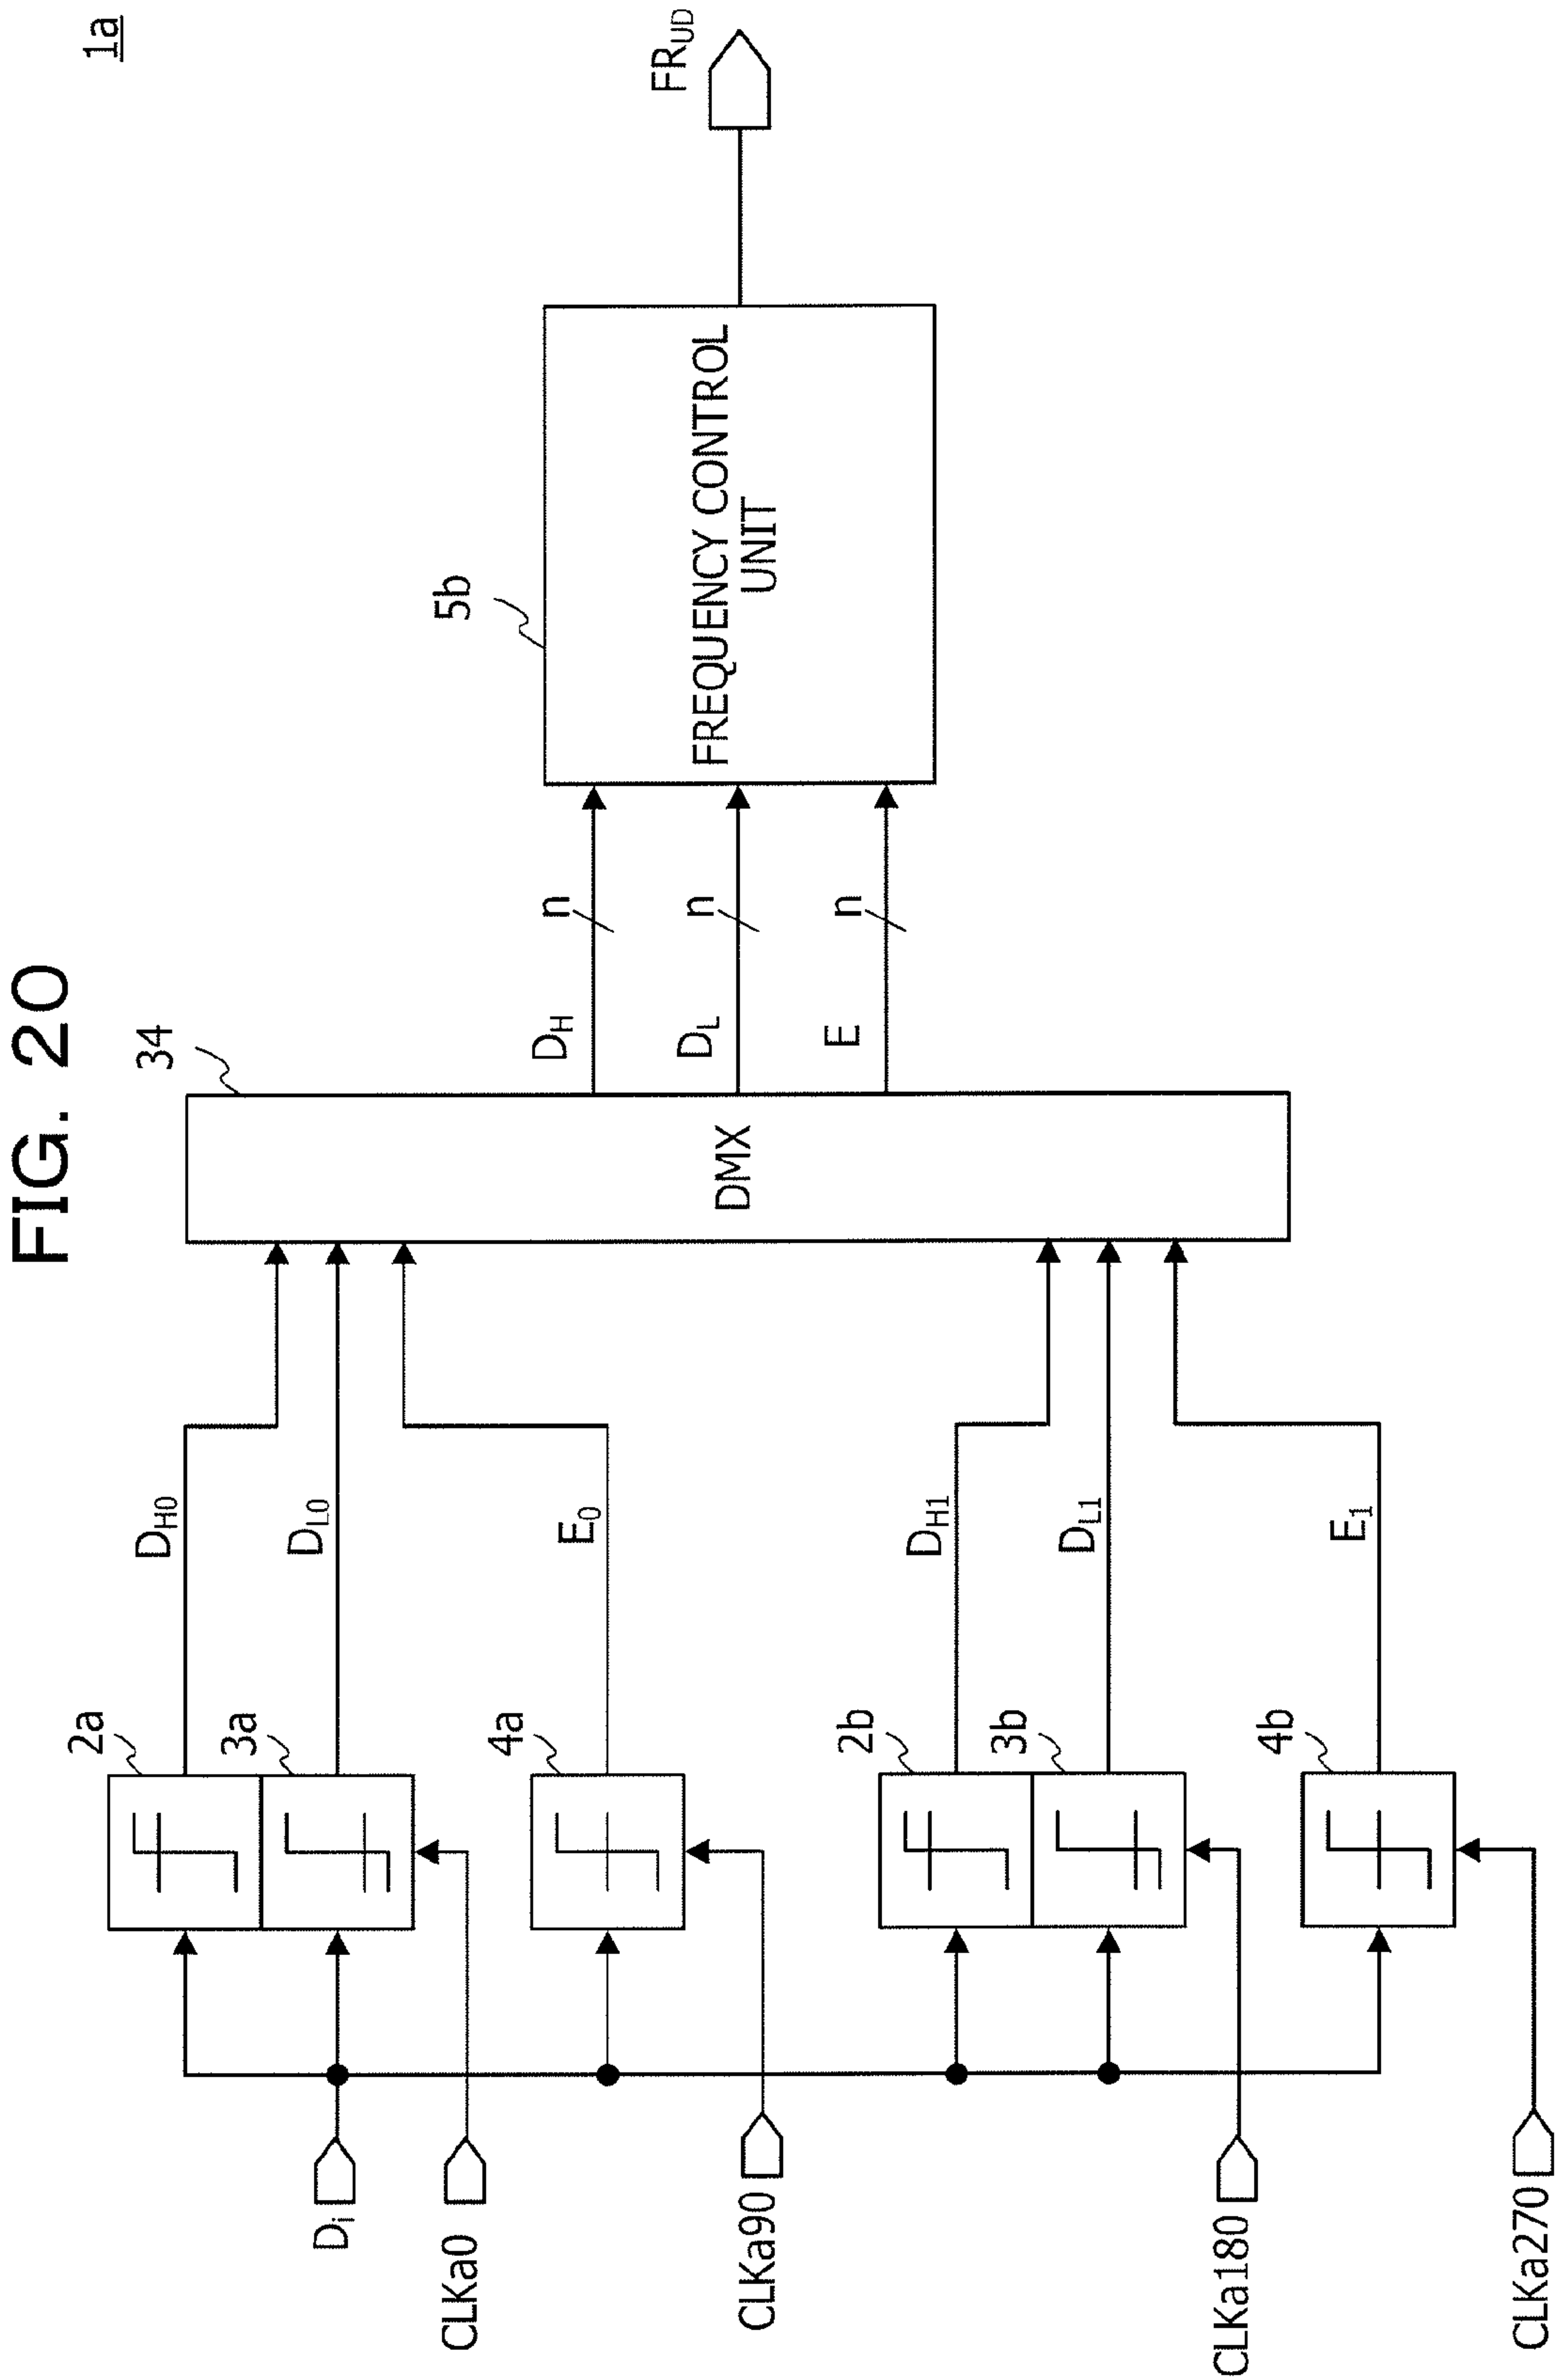 FIG. 20
1a
2a
D_H0
3a
D_L0
4a
E_0
2b
D_H1
3b
D_L1
4b
E_1
D_i
CLKa0
CLKa90
CLKa180
CLKa270
34
DMX
D_H
n
D_L
n
E
n
5b
FREQUENCY CONTROL
UNIT
FR_UD